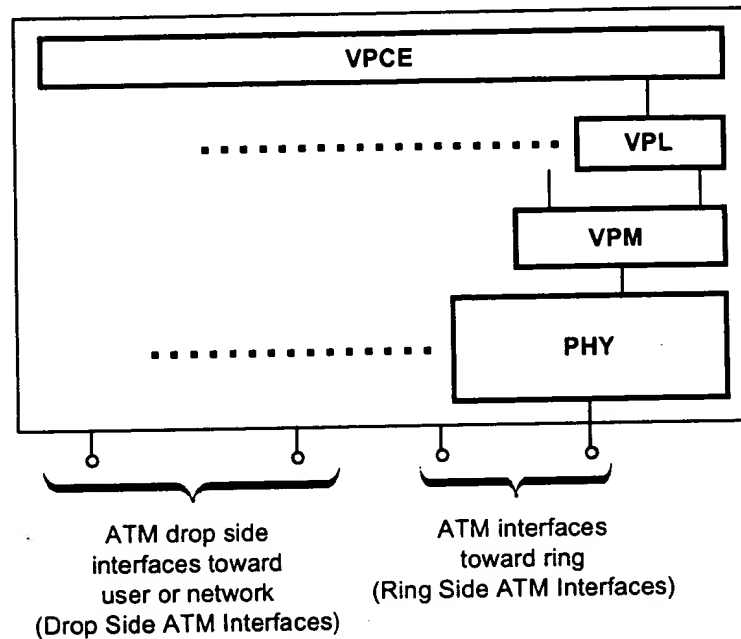 VPCE
VPL
VPM
PHY
ATM drop side
interfaces toward
user or network
(Drop Side ATM Interfaces)
ATM interfaces
toward ring
(Ring Side ATM Interfaces)